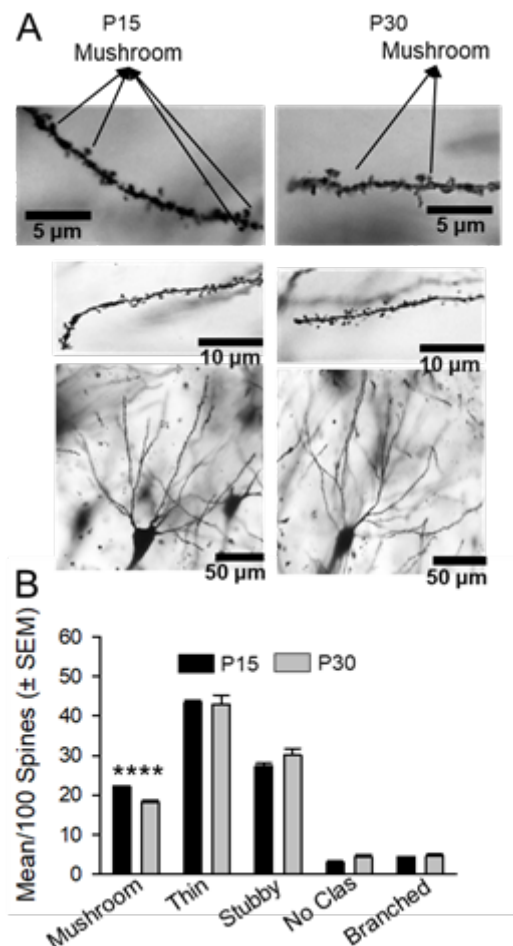 A
P15
Mushroom
P30
Mushroom
5 µm
5 µm
10 µm
10 µm
50 µm
50 µm
B
Mean/100 Spines (± SEM)
60
50
40
30
20
10
0
P15
P30
****
Mushroom
Thin
Stubby
No Clas
Branched